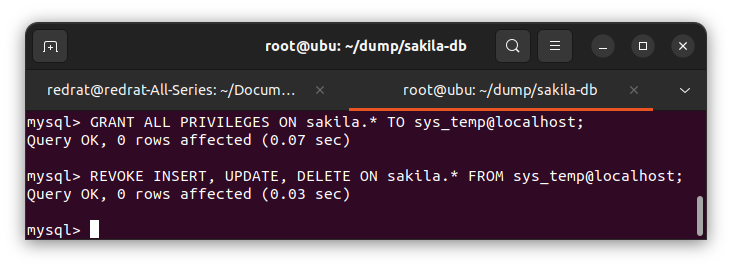 root@ubu: ~/dump/sakila-db
redrat@redrat-All-Series: ~/Docum…
root@ubu: ~/dump/sakila-db
mysql> GRANT ALL PRIVILEGES ON sakila.* TO sys_temp@localhost;
Query OK, 0 rows affected (0.07 sec)
mysql> REVOKE INSERT, UPDATE, DELETE ON sakila.* FROM sys_temp@localhost;
Query OK, 0 rows affected (0.03 sec)
mysql>